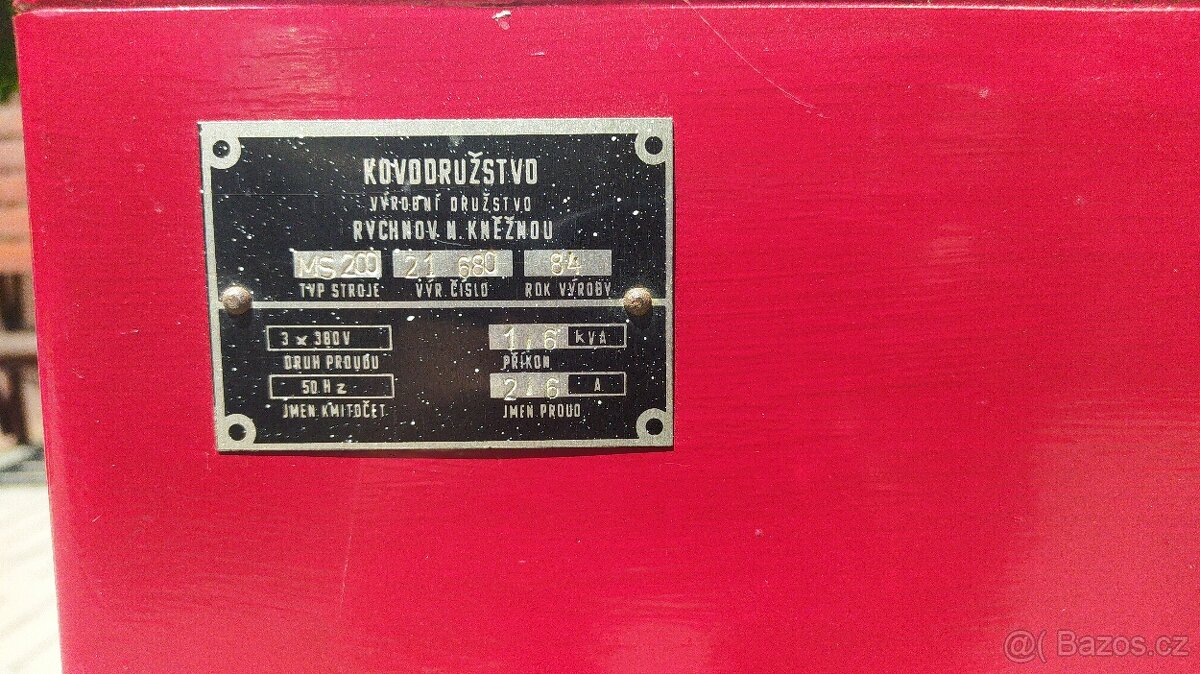 KOVODRUŽSTVO
VÝROBNÍ DRUŽSTVO
RYCHNOV N. KNĚŽNOU
MS 200 21 680 84
TYP STROJE VÝR. ČÍSLO ROK VÝROBY
3 x 380V 1,6 kVA
DRUH PROUDU PŘÍKON
50 Hz 2,6 A
JMEN KMITOČET JMEN PROUD
@( Bazos.cz